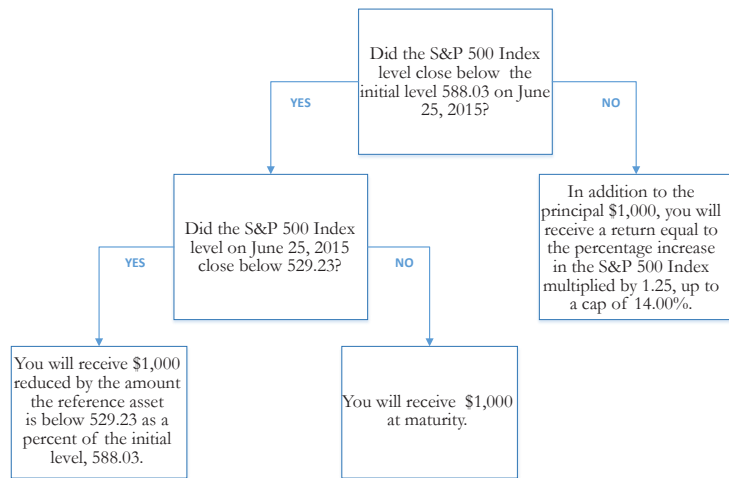 Did the S&P 500 Index
level close below the
initial level 588.03 on June
25, 2015?
YES
NO
Did the S&P 500 Index
level on June 25, 2015
close below 529.23?
In addition to the
principal $1,000, you will
receive a return equal to
the percentage increase
in the S&P 500 Index
multiplied by 1.25, up to
a cap of 14.00%.
YES
NO
You will receive $1,000
reduced by the amount
the reference asset
is below 529.23 as a
percent of the initial
level, 588.03.
You will receive $1,000
at maturity.